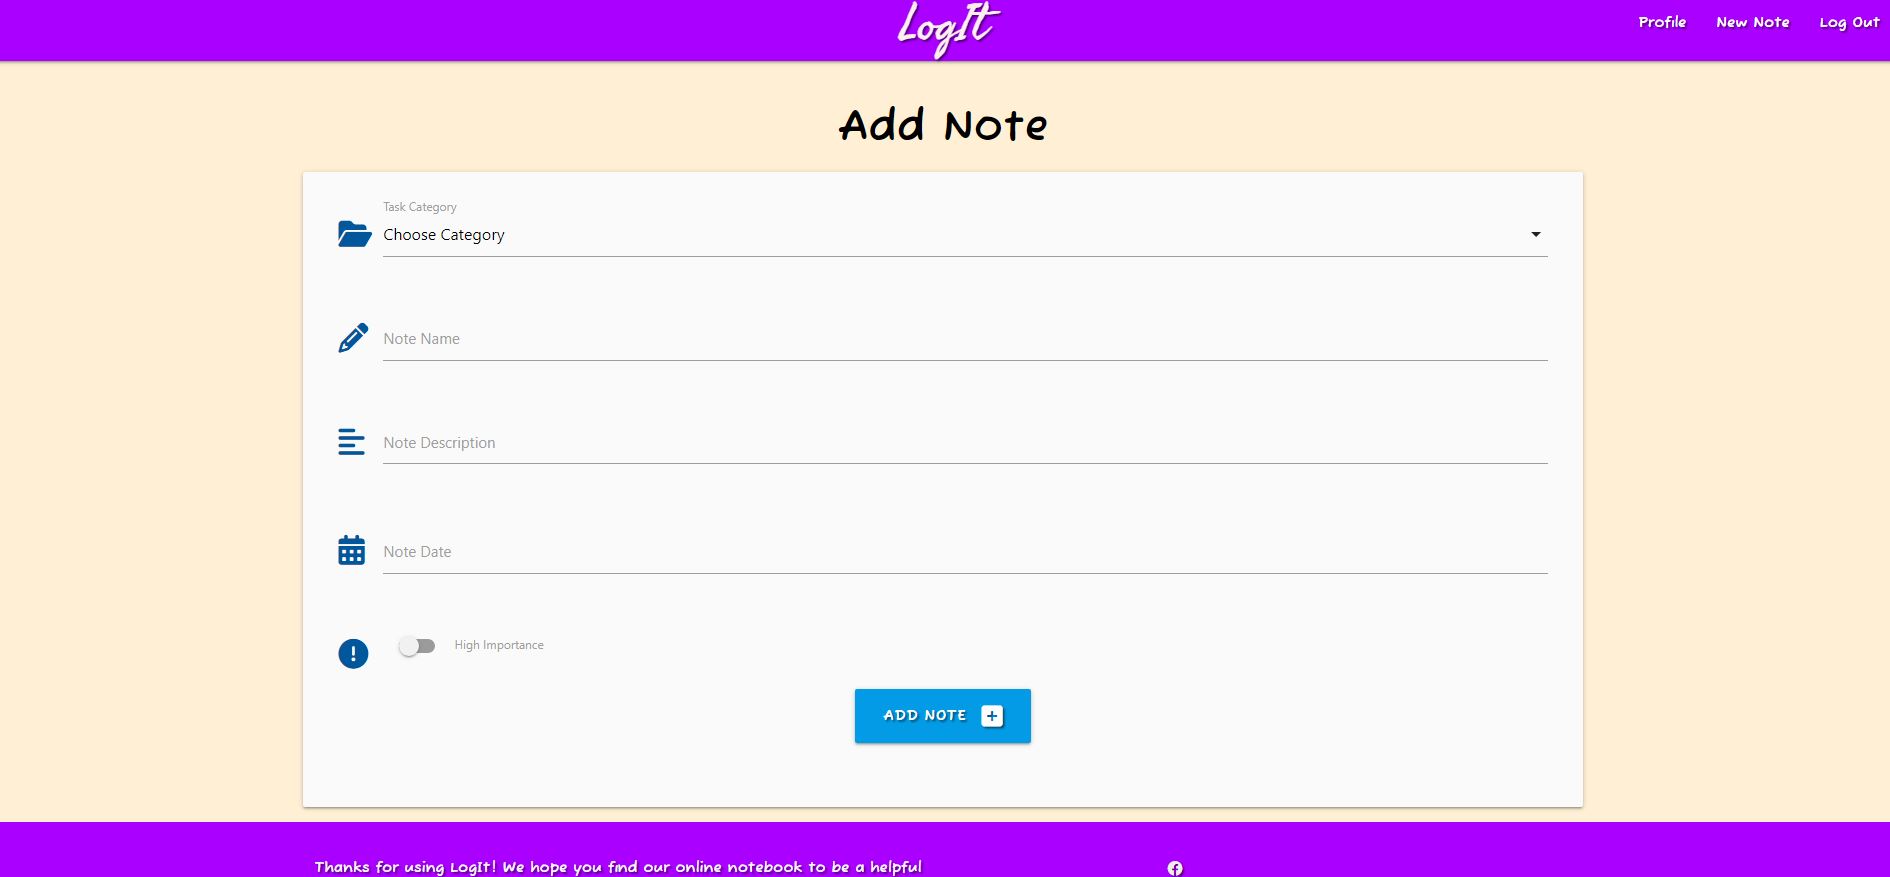 LogIt
Profile New Note Log Out
Add Note
Task Category
Choose Category
Note Name
Note Description
Note Date
High Importance
ADD NOTE
Thanks for using LogIt! We hope you find our online notebook to be a helpful